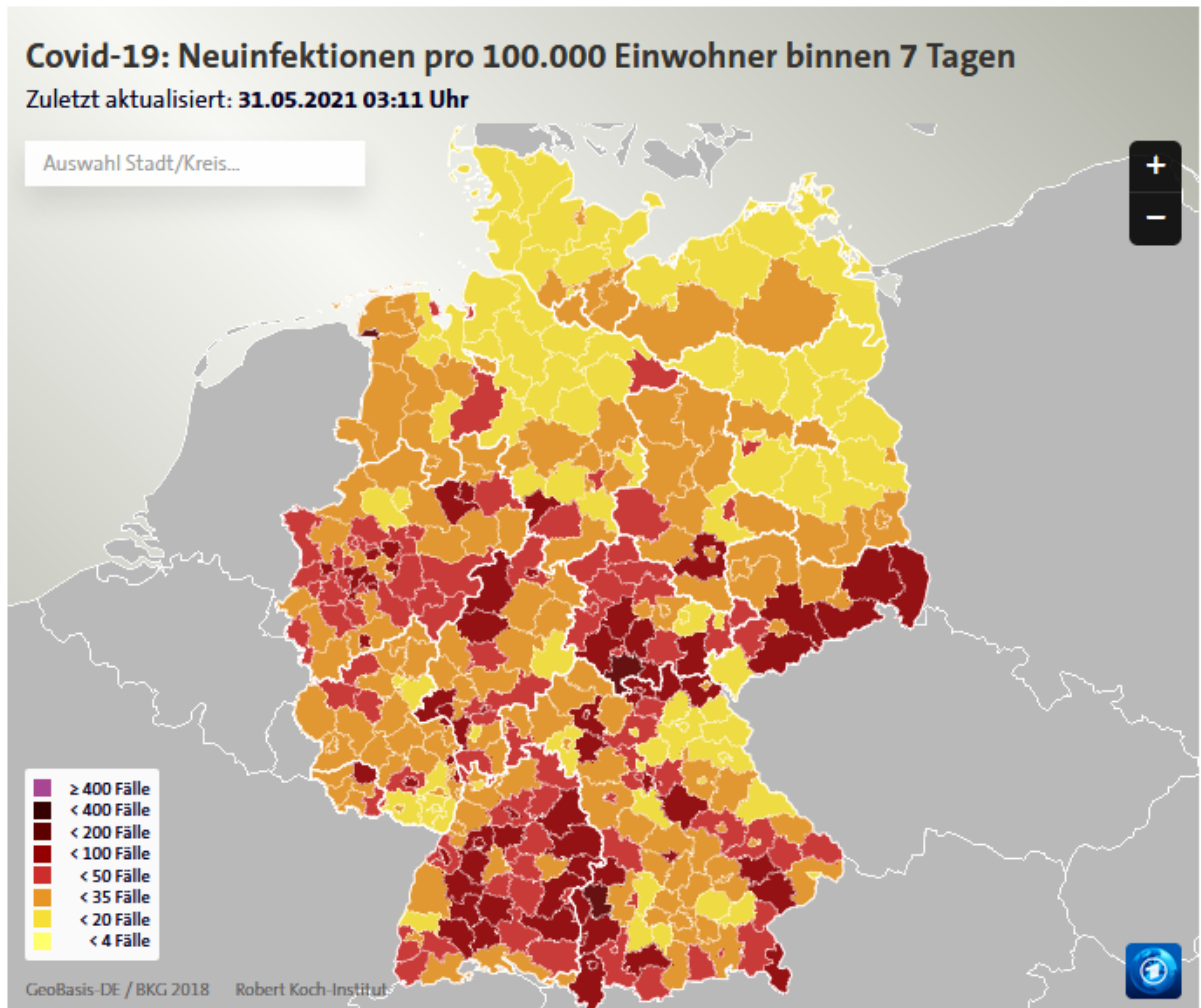 Covid-19: Neuinfektionen pro 100.000 Einwohner binnen 7 Tagen
Zuletzt aktualisiert: 31.05.2021 03:11 Uhr
Auswahl Stadt/Kreis...
+
−
≥ 400 Fälle
< 400 Fälle
< 200 Fälle
< 100 Fälle
< 50 Fälle
< 35 Fälle
< 20 Fälle
< 4 Fälle
GeoBasis-DE / BKG 2018 Robert Koch-Institut
1